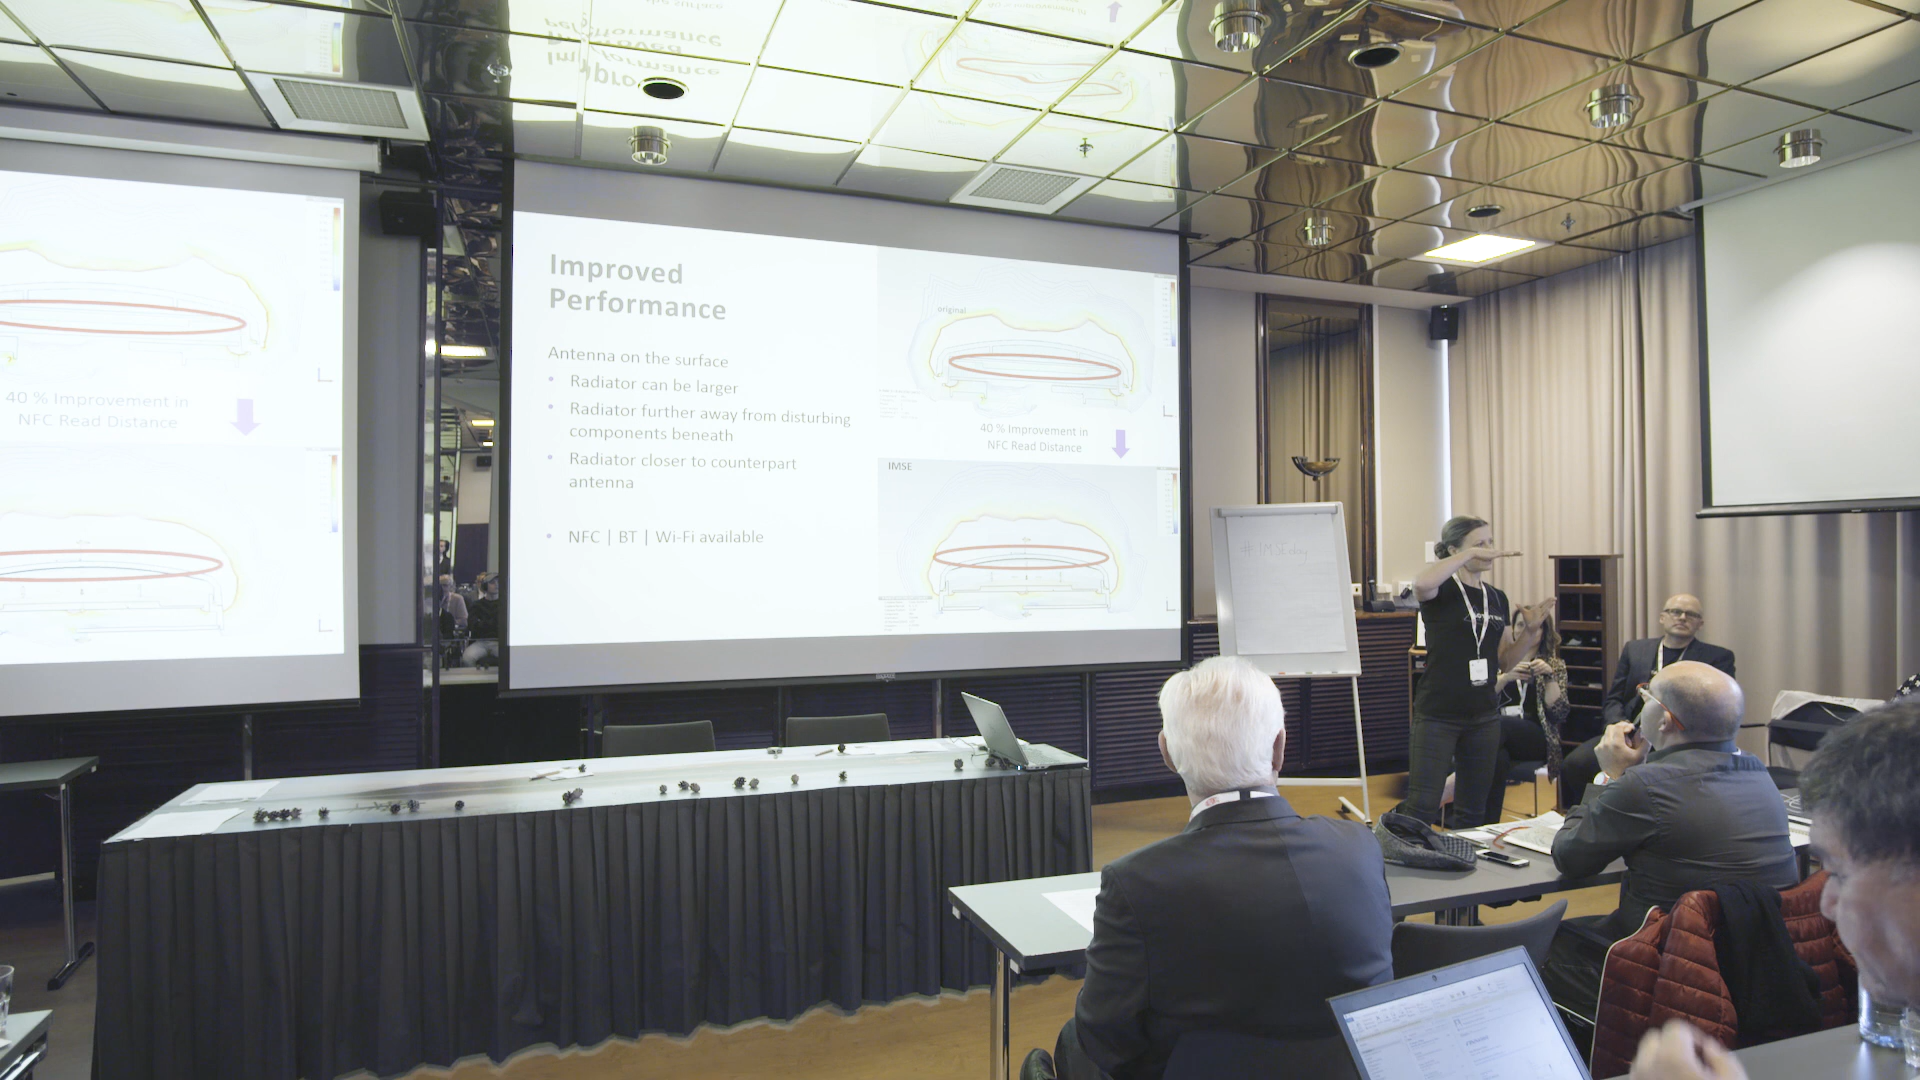 40 % Improvement in
NFC Read Distance
Improved
Performance
Antenna on the surface
• Radiator can be larger
• Radiator further away from disturbing
components beneath
• Radiator closer to counterpart
antenna
• NFC | BT | Wi-Fi available
original
40 % Improvement in
NFC Read Distance
IMSE
#IMSEday